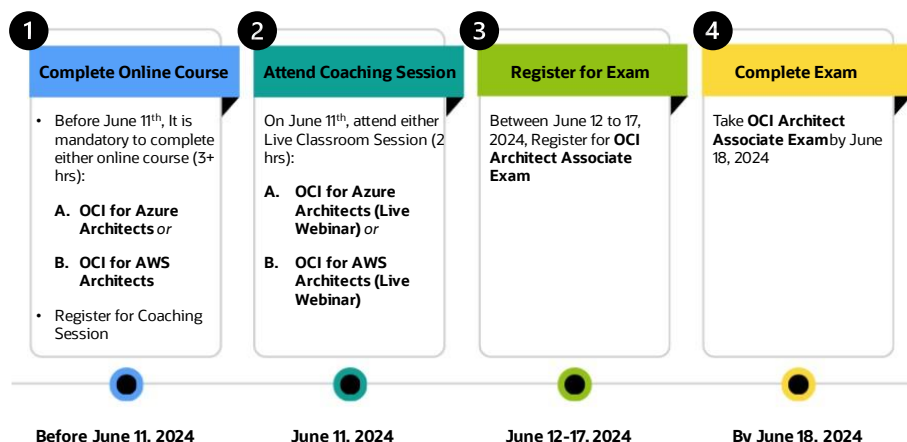 1
Complete Online Course
• Before June 11th, It is
mandatory to complete
either online course (3+
hrs):
A. OCI for Azure
Architects or
B. OCI for AWS
Architects
• Register for Coaching
Session
2
Attend Coaching Session
On June 11th, attend either
Live Classroom Session (2
hrs):
A. OCI for Azure
Architects (Live
Webinar) or
B. OCI for AWS
Architects (Live
Webinar)
3
Register for Exam
Between June 12 to 17,
2024, Register for OCI
Architect Associate
Exam
4
Complete Exam
Take OCI Architect
Associate Examby June
18, 2024
Before June 11, 2024
June 11, 2024
June 12-17, 2024
By June 18, 2024